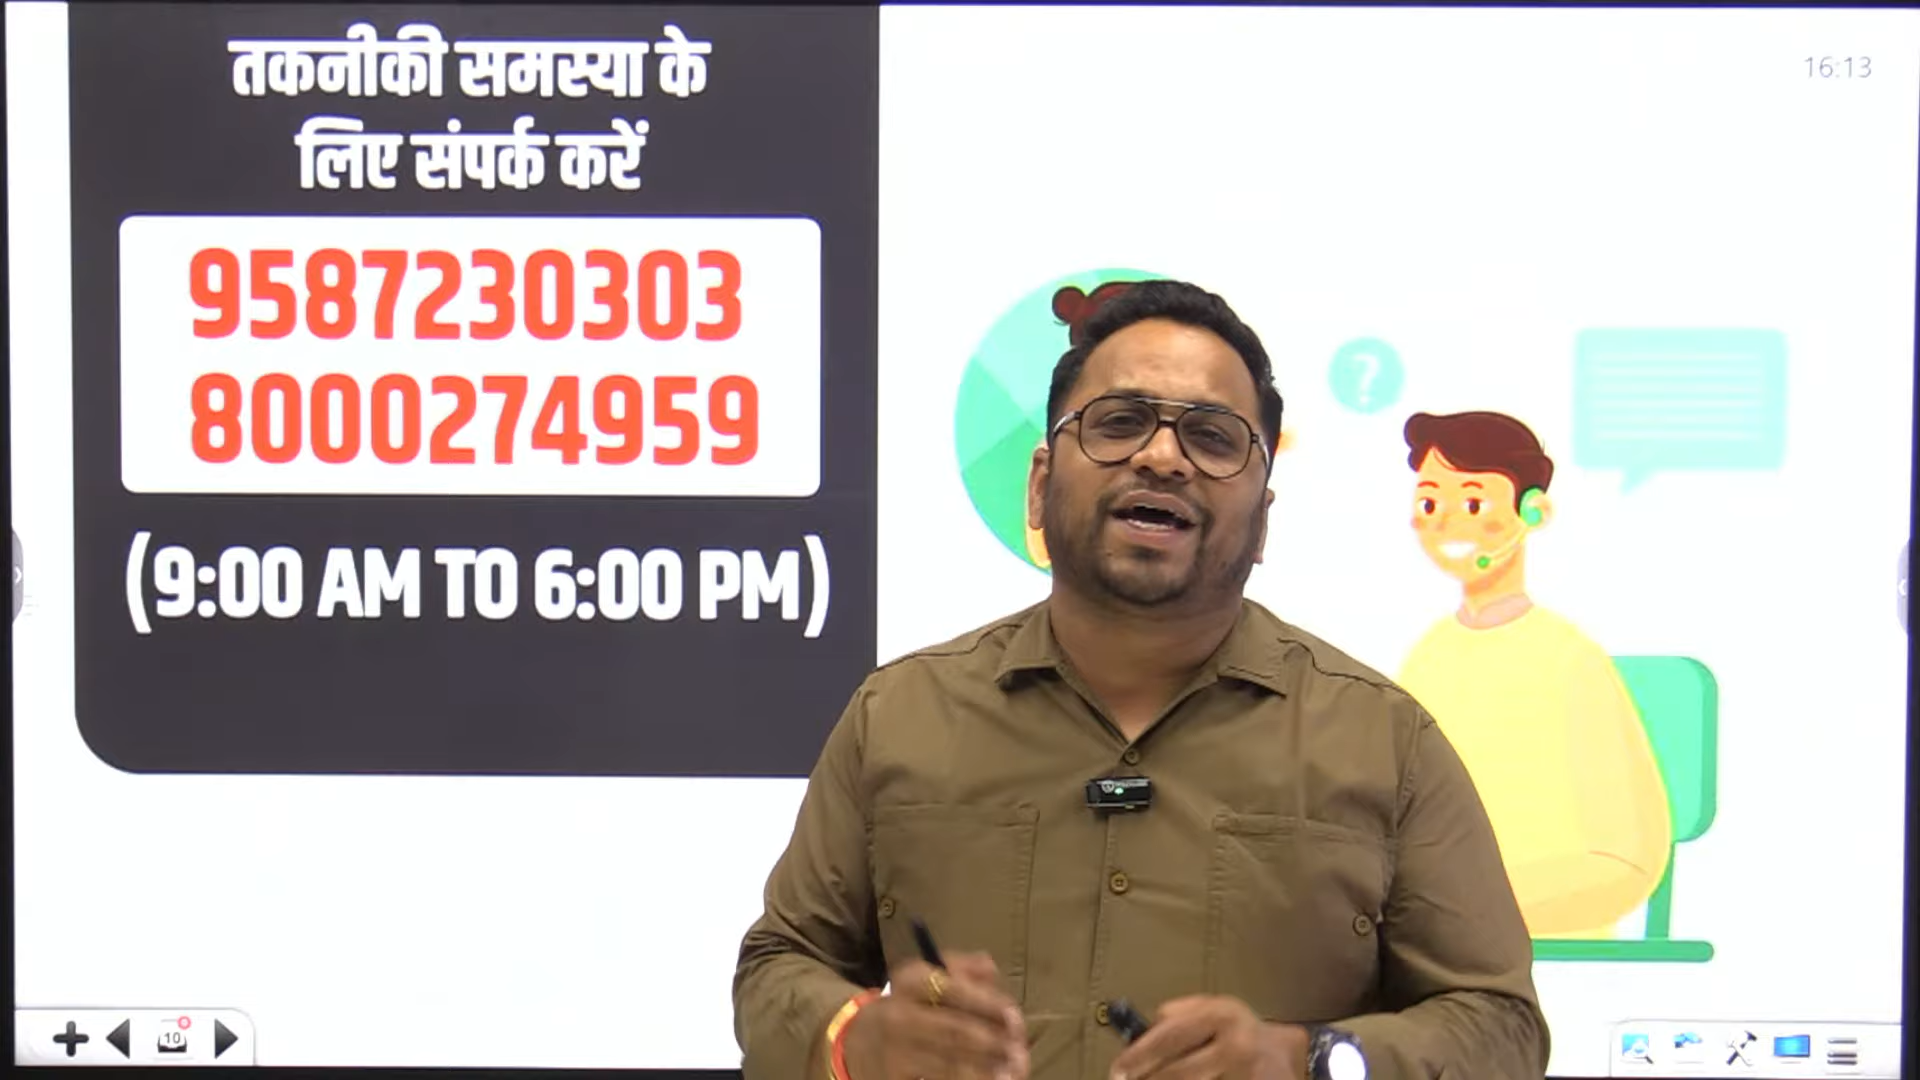 तकनीकी समस्या के
लिए संपर्क करें
9587230303
8000274959
(9:00 AM TO 6:00 PM)
16:13
?
10